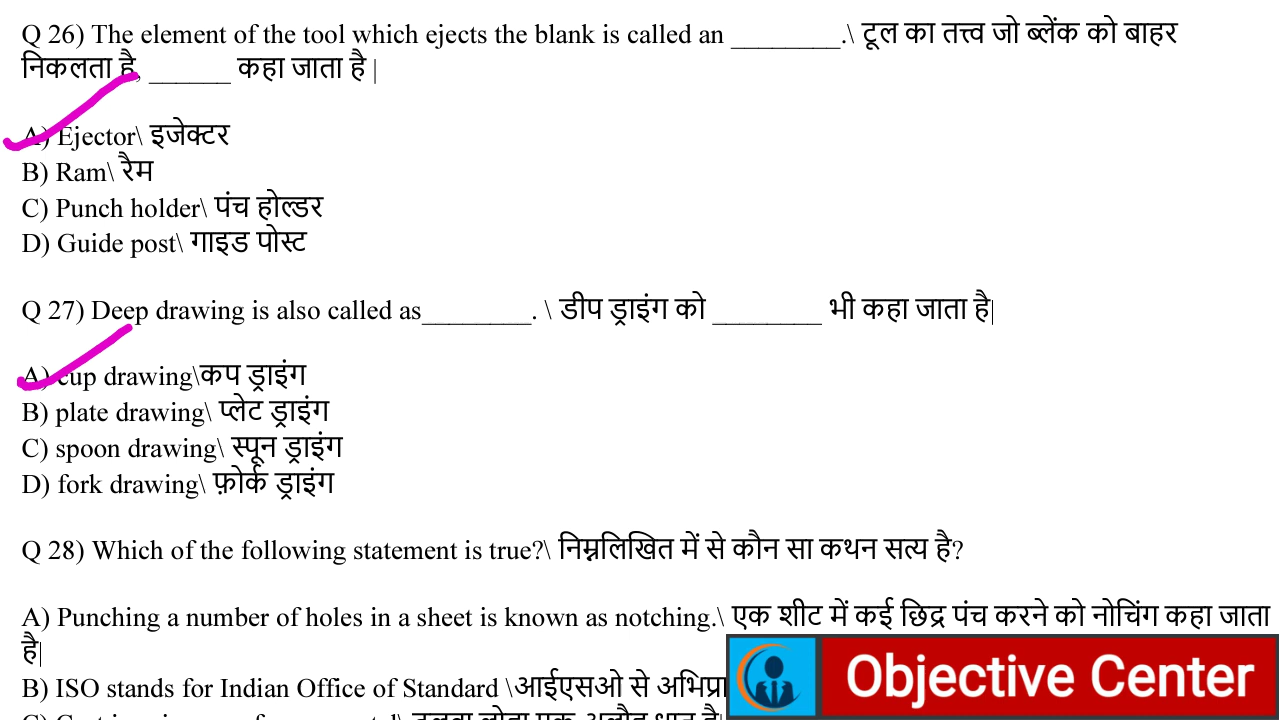 Q 26) The element of the tool which ejects the blank is called an ________.\ टूल का तत्त्व जो ब्लेंक को बाहर
निकलता है, ______ कहा जाता है |
A) Ejector\ इजेक्टर
B) Ram\ रैम
C) Punch holder\ पंच होल्डर
D) Guide post\ गाइड पोस्ट
Q 27) Deep drawing is also called as________. \ डीप ड्राइंग को ________ भी कहा जाता है|
A) cup drawing\कप ड्राइंग
B) plate drawing\ प्लेट ड्राइंग
C) spoon drawing\ स्पून ड्राइंग
D) fork drawing\ फ़ोर्क ड्राइंग
Q 28) Which of the following statement is true?\ निम्नलिखित में से कौन सा कथन सत्य है?
A) Punching a number of holes in a sheet is known as notching.\ एक शीट में कई छिद्र पंच करने को नोचिंग कहा जाता
है|
B) ISO stands for Indian Office of Standard \आईएसओ से
Objective Center